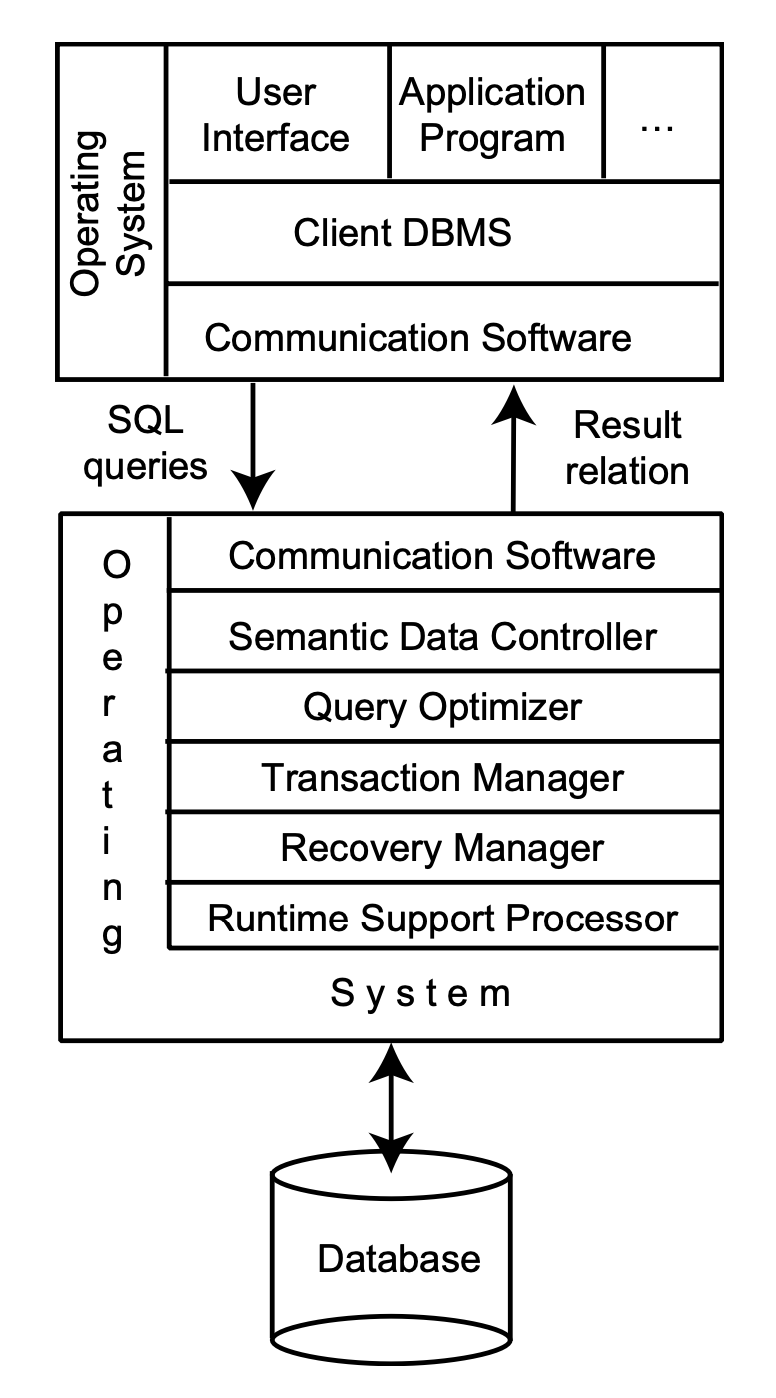 Operating
System
User
Interface
Application
Program
...
Client DBMS
Communication Software
SQL
queries
Result
relation
Operating
Communication Software
Semantic Data Controller
Query Optimizer
Transaction Manager
Recovery Manager
Runtime Support Processor
System
Database